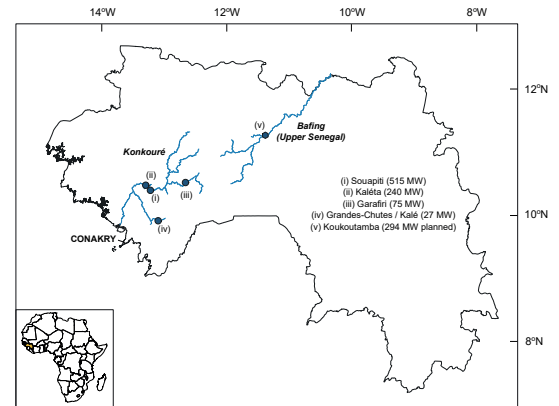 14°W
12°W
10°W
8°W
12°N
(v)
Bafing
(Upper Senegal)
Konkouré
(ii)
(i)
(iii)
(i) Souapiti (515 MW)
(ii) Kaléta (240 MW)
(iii) Garafiri (75 MW)
(iv) Grandes-Chutes / Kalé (27 MW)
(v) Koukoutamba (294 MW planned)
10°N
(iv)
CONAKRY
8°N